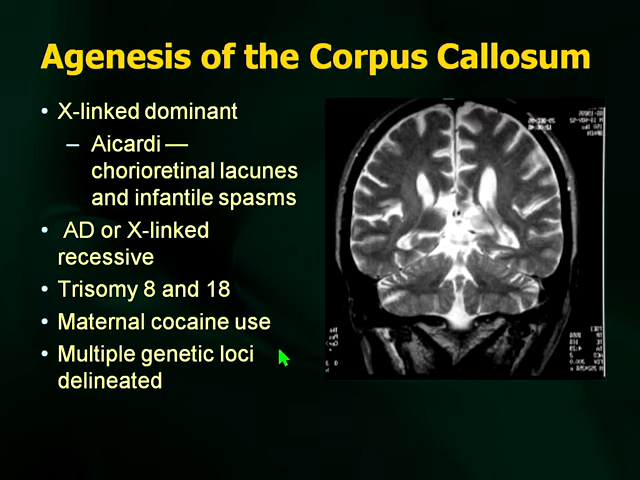 Agenesis of the Corpus Callosum
• X-linked dominant
– Aicardi —
chorioretinal lacunes
and infantile spasms
• AD or X-linked
recessive
• Trisomy 8 and 18
• Maternal cocaine use
• Multiple genetic loci
delineated